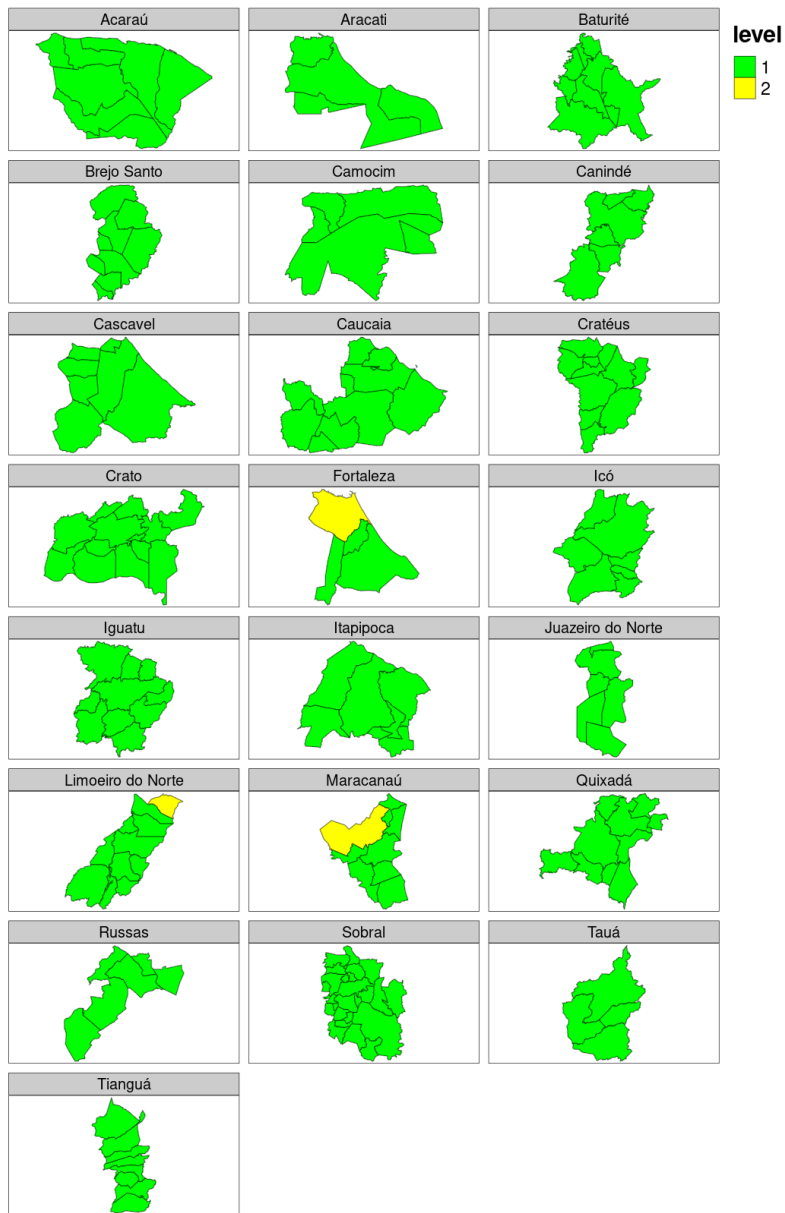 Acaraú
Aracati
Baturité
level
1
2
Brejo Santo
Camocim
Canindé
Cascavel
Caucaia
Cratéus
Crato
Fortaleza
Icó
Iguatu
Itapipoca
Juazeiro do Norte
Limoeiro do Norte
Maracanaú
Quixadá
Russas
Sobral
Tauá
Tianguá